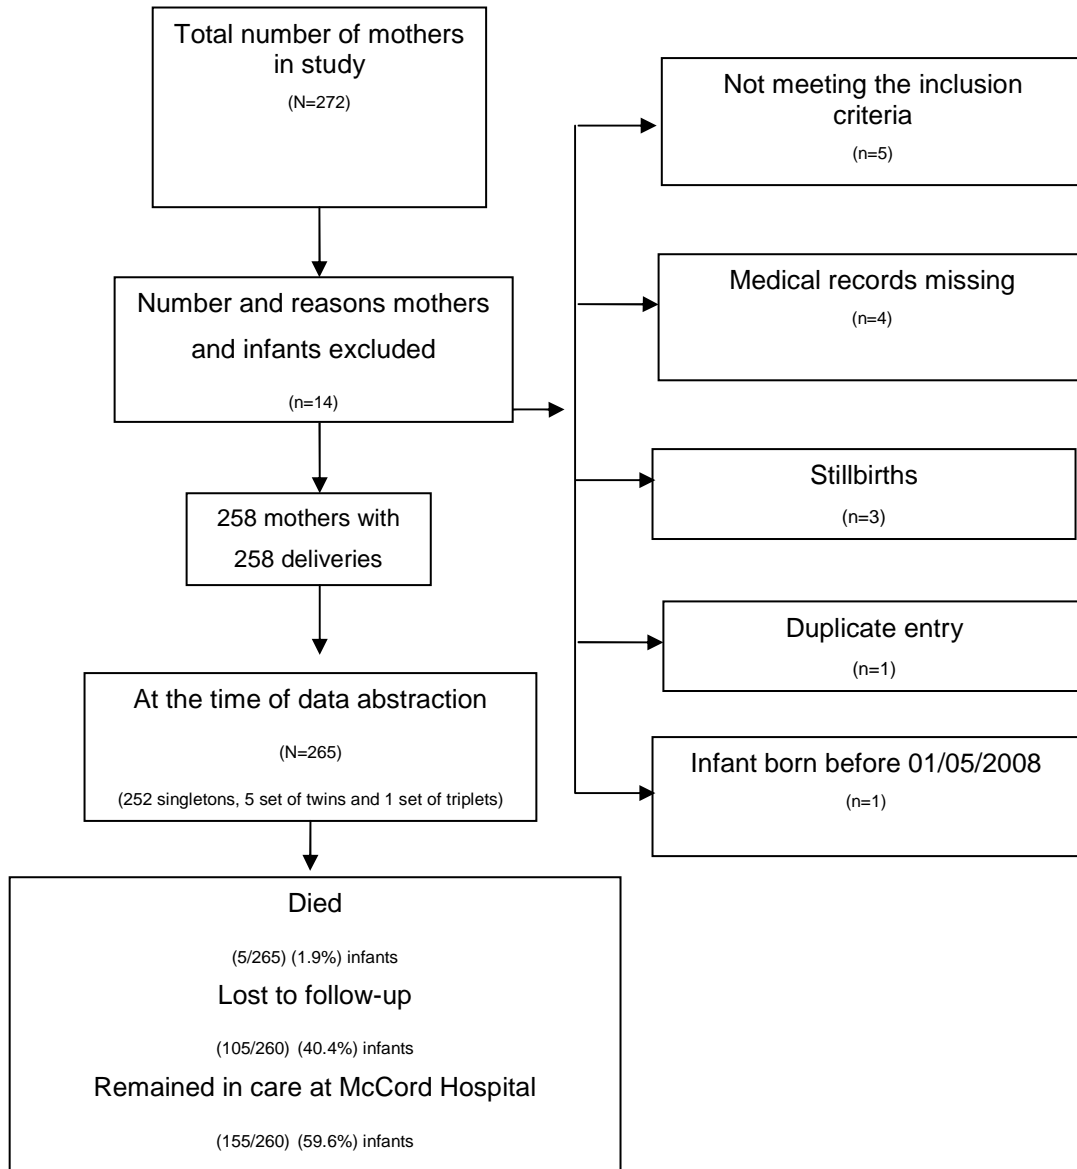 Total number of mothers
in study
(N=272)
Number and reasons mothers
and infants excluded
(n=14)
258 mothers with
258 deliveries
At the time of data abstraction
(N=265)
(252 singletons, 5 set of twins and 1 set of triplets)
Died
(5/265) (1.9%) infants
Lost to follow-up
(105/260) (40.4%) infants
Remained in care at McCord Hospital
(155/260) (59.6%) infants
Not meeting the inclusion
criteria
(n=5)
Medical records missing
(n=4)
Stillbirths
(n=3)
Duplicate entry
(n=1)
Infant born before 01/05/2008
(n=1)